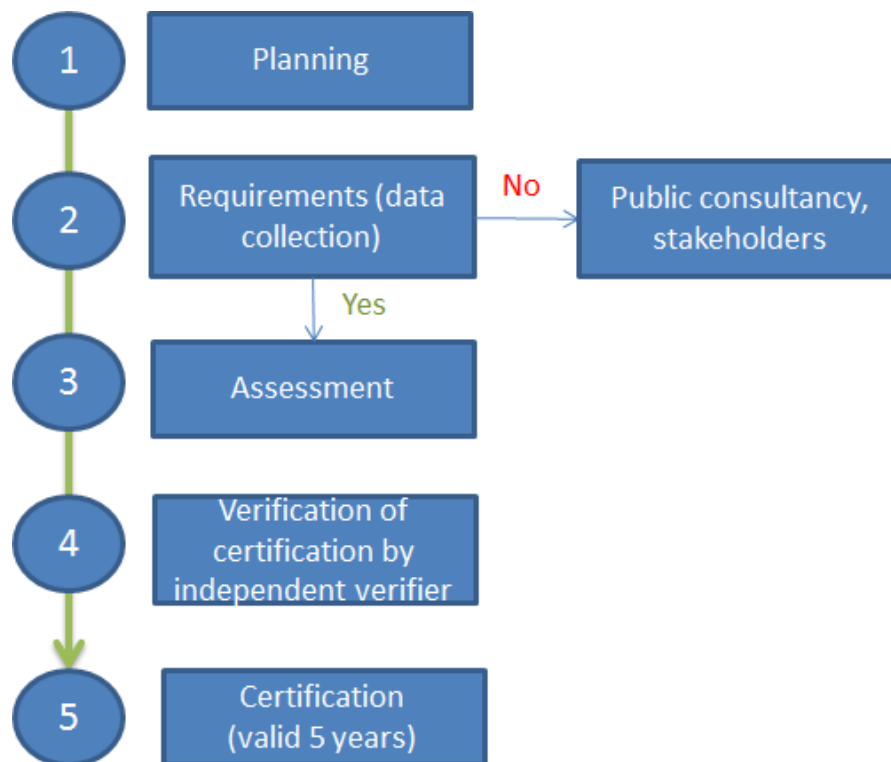 1
Planning
2
Requirements (data
collection)
No
Public consultancy,
stakeholders
Yes
3
Assessment
4
Verification of
certification by
independent verifier
5
Certification
(valid 5 years)